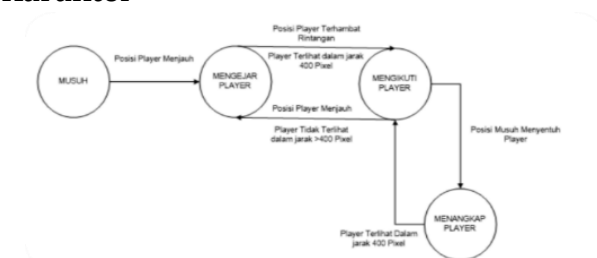 Posisi Player Terhambat
Rintangan
Posisi Player Menjauh
Player Terlihat dalam jarak
400 Pixel
MUSUH
MENGEJAR
PLAYER
MENGIKUTI
PLAYER
Posisi Player Menjauh
Player Tidak Terlihat
dalam jarak >400 Pixel
Posisi Musuh Menyentuh
Player
MENANGKAP
PLAYER
Player Terlihat Dalam
jarak 400 Pixel